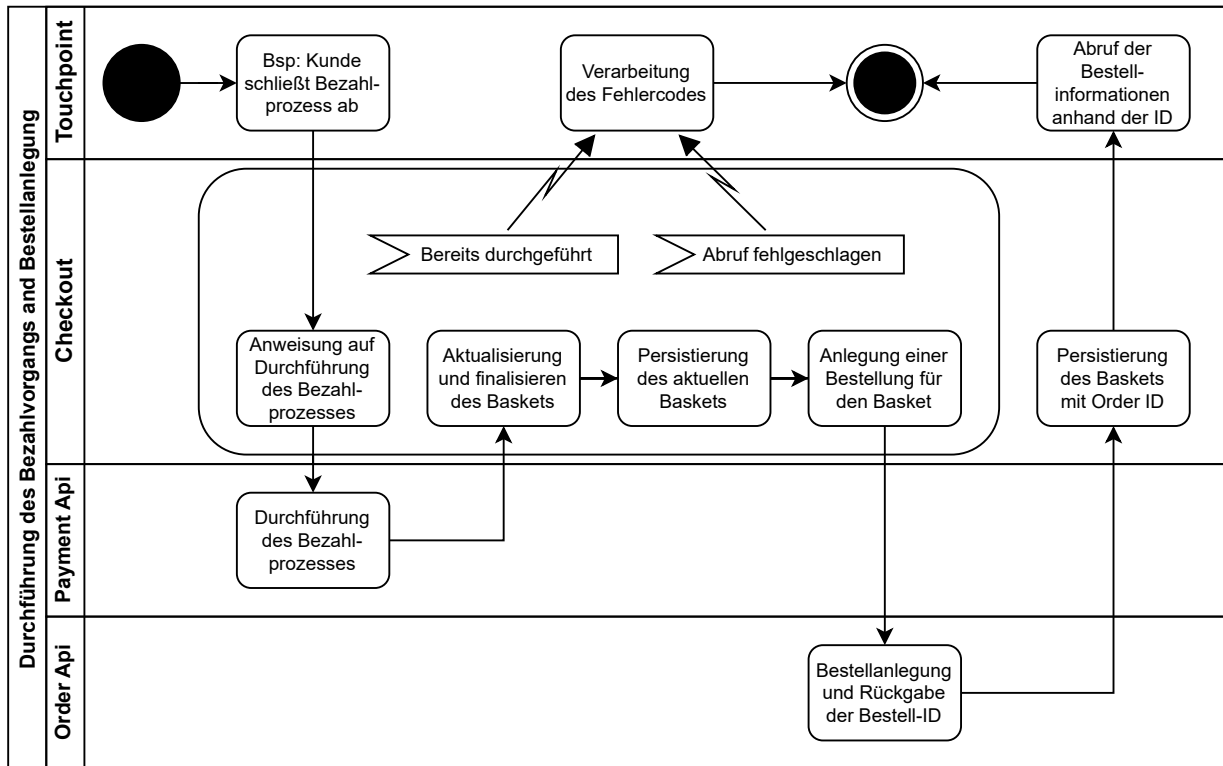 Durchführung des Bezahlvorgangs and Bestellanlegung
Touchpoint
Bsp: Kunde
schließt Bezahl-
prozess ab
Verarbeitung
des Fehlercodes
Abruf der
Bestell-
informationen
anhand der ID
Checkout
Bereits durchgeführt
Abruf fehlgeschlagen
Anweisung auf
Durchführung
des Bezahl-
prozesses
Aktualisierung
und finalisieren
des Baskets
Persistierung
des aktuellen
Baskets
Anlegung einer
Bestellung für
den Basket
Persistierung
des Baskets
mit Order ID
Payment Api
Durchführung
des Bezahl-
prozesses
Order Api
Bestellanlegung
und Rückgabe
der Bestell-ID